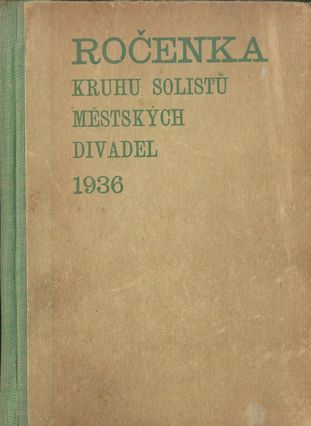 ROČENKA
KRUHU SOLISTŮ
MĚSTSKÝCH
DIVADEL
1936